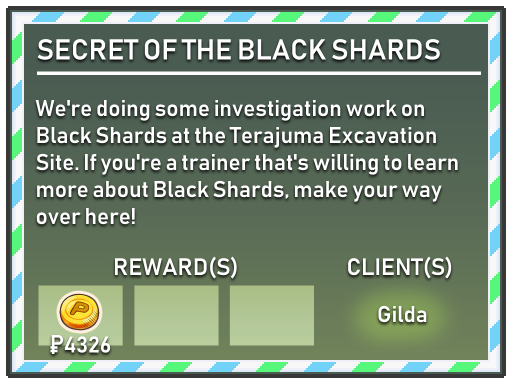 SECRET OF THE BLACK SHARDS
We're doing some investigation work on
Black Shards at the Terajuma Excavation
Site. If you're a trainer that's willing to learn
more about Black Shards, make your way
over here!
REWARD(S) CLIENT(S)
P
₽4326
Gilda